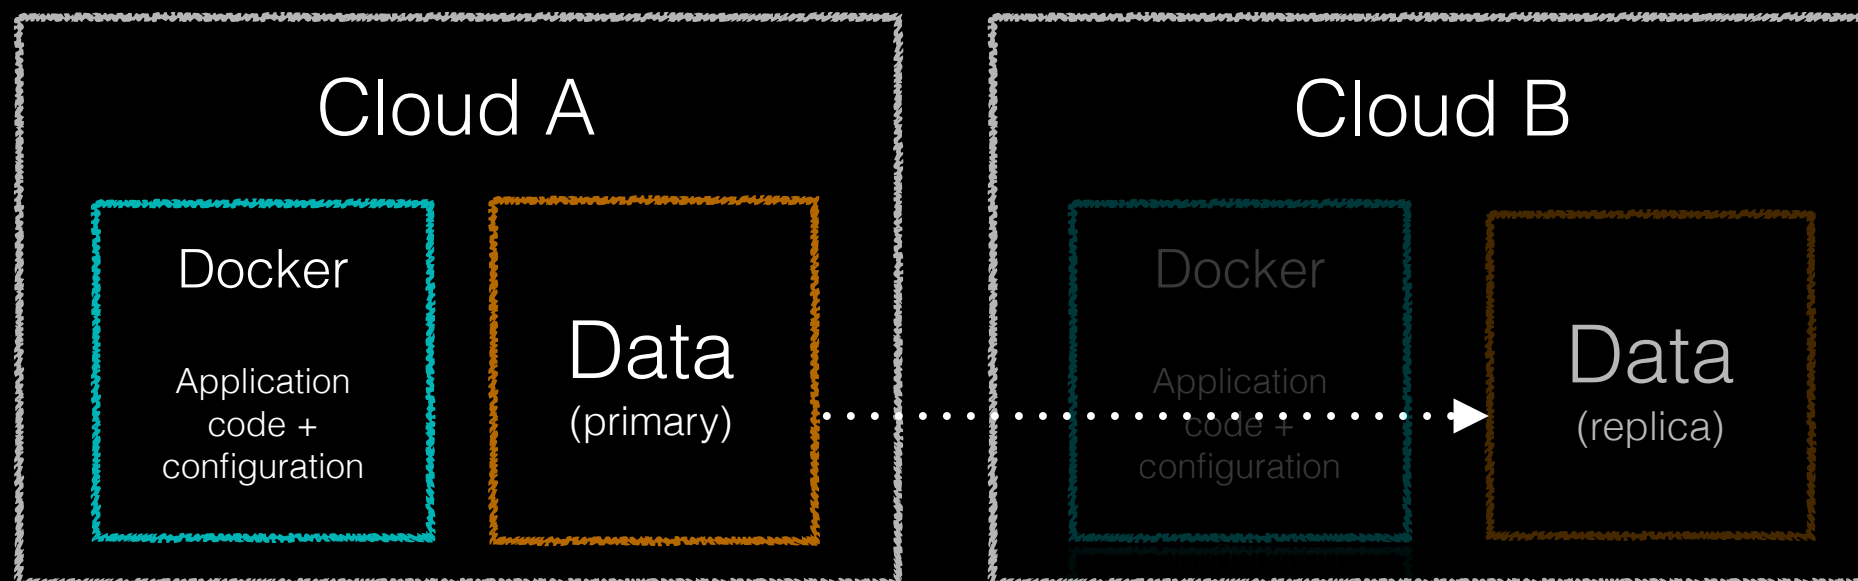 Cloud A
Docker
Application
code +
configuration
Data
(primary)
Cloud B
Docker
Application
code +
configuration
Data
(replica)